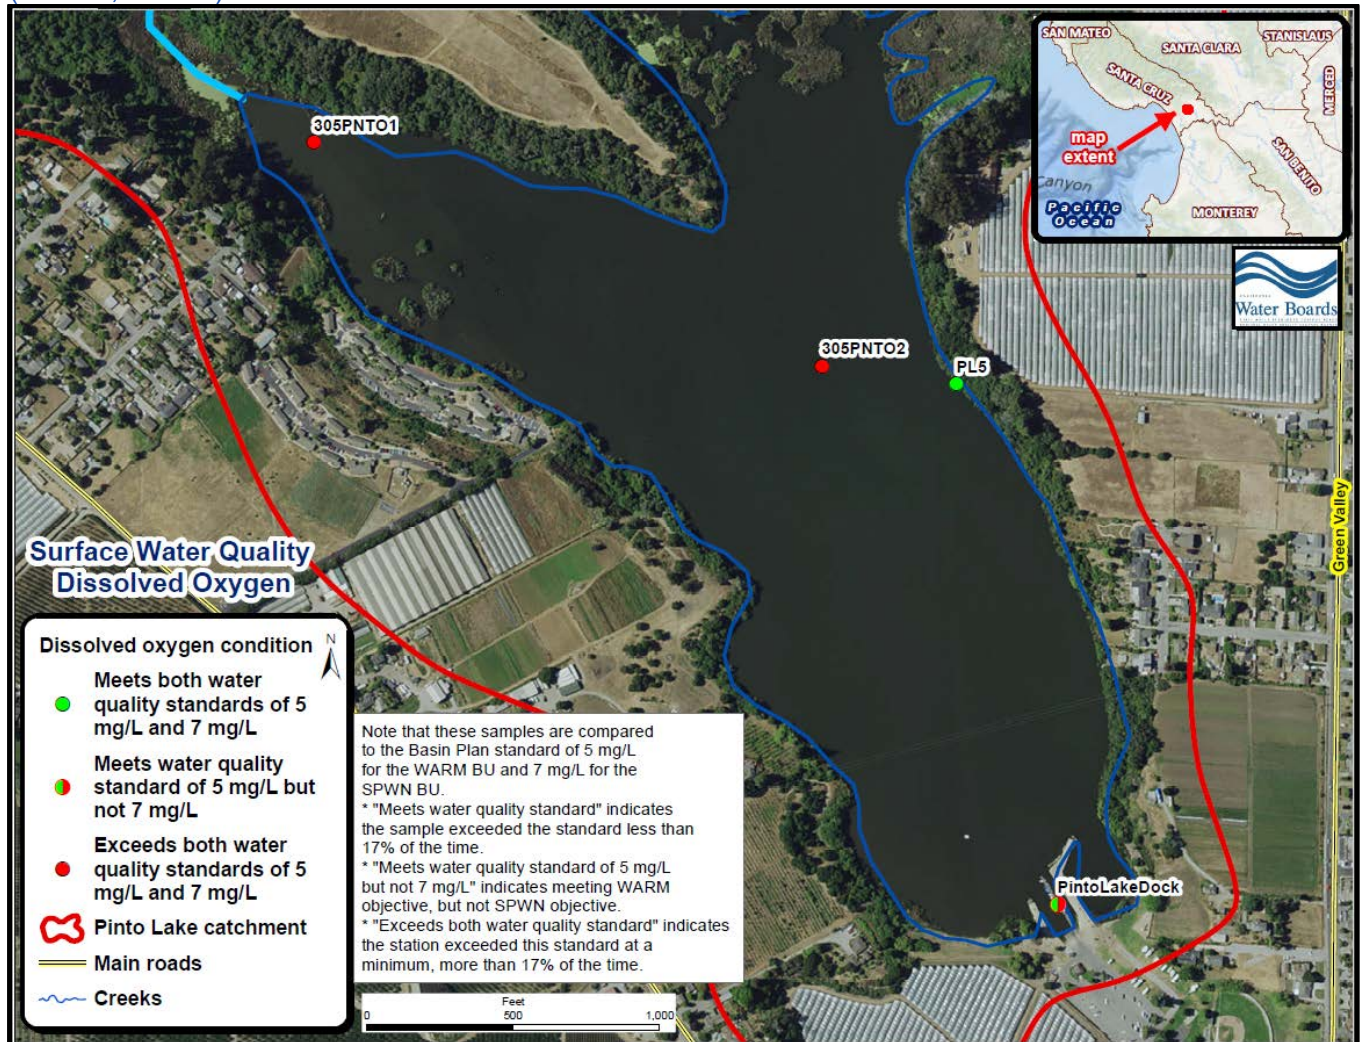 305PNTO1
SAN MATEO
SANTA CLARA
STANISLAUS
SANTA CRUZ
MERCED
map
extent
SAN BENITO
Canyon
Pacific
Ocean
MONTEREY
Water Boards
305PNTO2
PL5
Green Valley
Surface Water Quality
Dissolved Oxygen
Dissolved oxygen condition
N
Meets both water
quality standards of 5
mg/L and 7 mg/L
Meets water quality
standard of 5 mg/L but
not 7 mg/L
Exceeds both water
quality standards of 5
mg/L and 7 mg/L
Pinto Lake catchment
Main roads
Creeks
Note that these samples are compared
to the Basin Plan standard of 5 mg/L
for the WARM BU and 7 mg/L for the
SPWN BU.
* "Meets water quality standard" indicates
the sample exceeded the standard less than
17% of the time.
* "Meets water quality standard of 5 mg/L
but not 7 mg/L" indicates meeting WARM
objective, but not SPWN objective.
* "Exceeds both water quality standard" indicates
the station exceeded this standard at a
minimum, more than 17% of the time.
PintoLakeDock
Feet
0 500 1,000